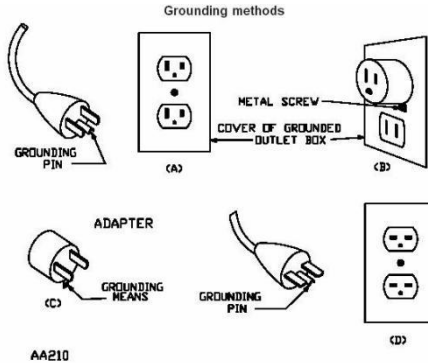 Grounding methods
METAL SCREW
COVER OF GROUNDED
OUTLET BOX
GROUNDING
PIN
(A)
(B)
ADAPTER
GROUNDING
MEANS
(C)
GROUNDING
PIN
(D)
AA210